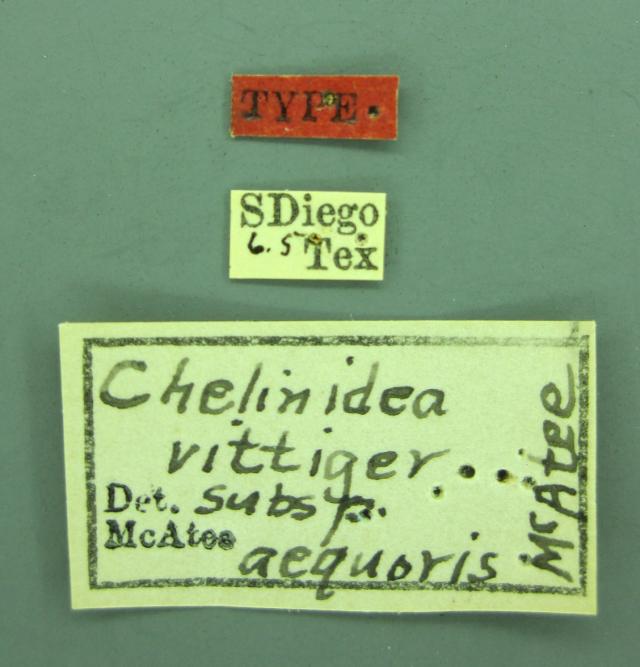 TYPE.
SDiego
6.5 Tex
Chelinidea
vittiger
Det. subsp.
McAtee aequoris
McAtee